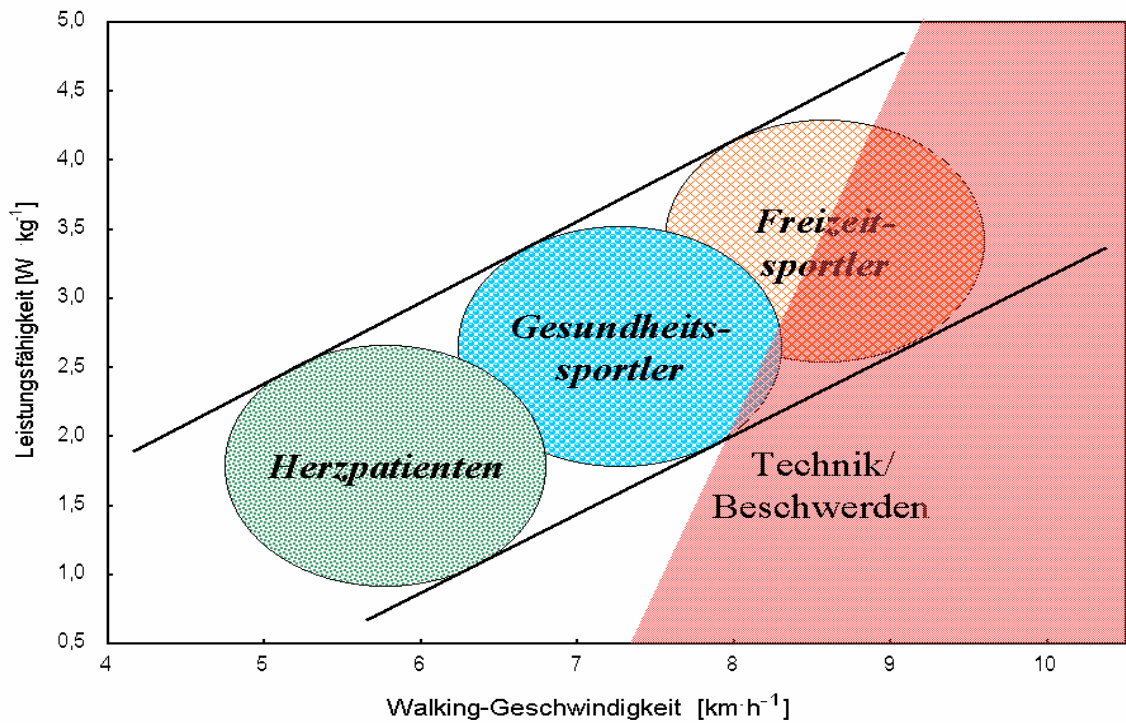 5,0
4,5
4,0
3,5
3,0
2,5
2,0
1,5
1,0
0,5
Leistungsfähigkeit [W·kg⁻¹]
Freizeit-
sportler
Gesundheits-
sportler
Herzpatienten
Technik/
Beschwerden
4 5 6 7 8 9 10
Walking-Geschwindigkeit [km·h⁻¹]